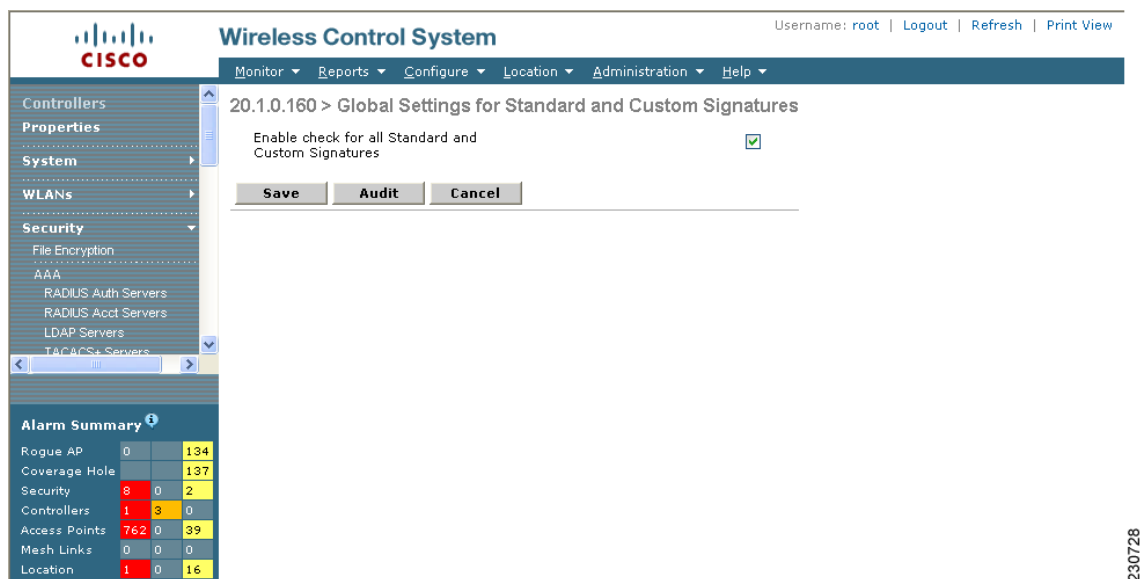 Username: root | Logout | Refresh | Print View
CISCO
Wireless Control System
Monitor Reports Configure Location Administration Help
Controllers
Properties
System
WLANs
Security
File Encryption
AAA
RADIUS Auth Servers
RADIUS Acct Servers
LDAP Servers
TACACS+ Servers
20.1.0.160 > Global Settings for Standard and Custom Signatures
Enable check for all Standard and
Custom Signatures
Save Audit Cancel
Alarm Summary
Rogue AP 0 134
Coverage Hole 137
Security 8 0 2
Controllers 1 3 0
Access Points 762 0 39
Mesh Links 0 0 0
Location 1 0 16
230728